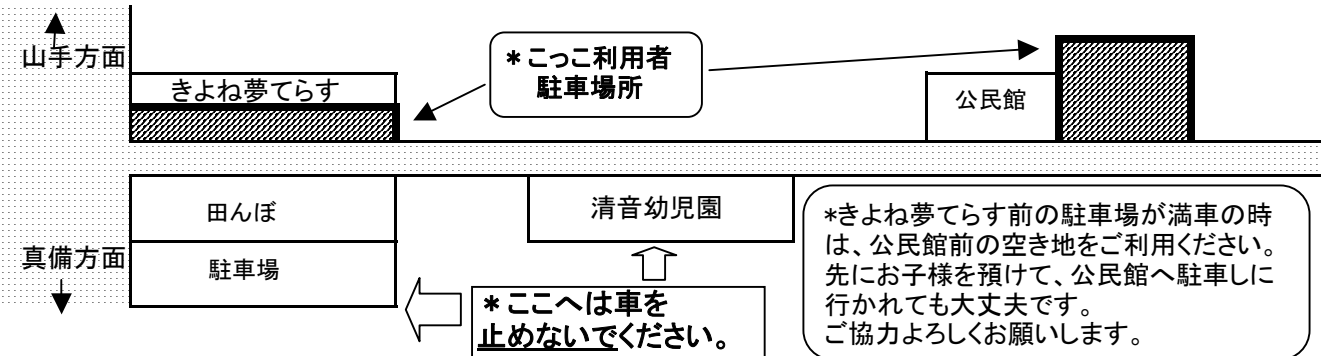 山手方面
*こっこ利用者
駐車場所
きよね夢てらす
公民館
田んぼ
清音幼児園
真備方面
駐車場
*ここへは車を
止めないでください。
*きよね夢てらす前の駐車場が満車の時
は、公民館前の空き地をご利用ください。
先にお子様を預けて、公民館へ駐車しに
行かれても大丈夫です。
ご協力よろしくお願いします。